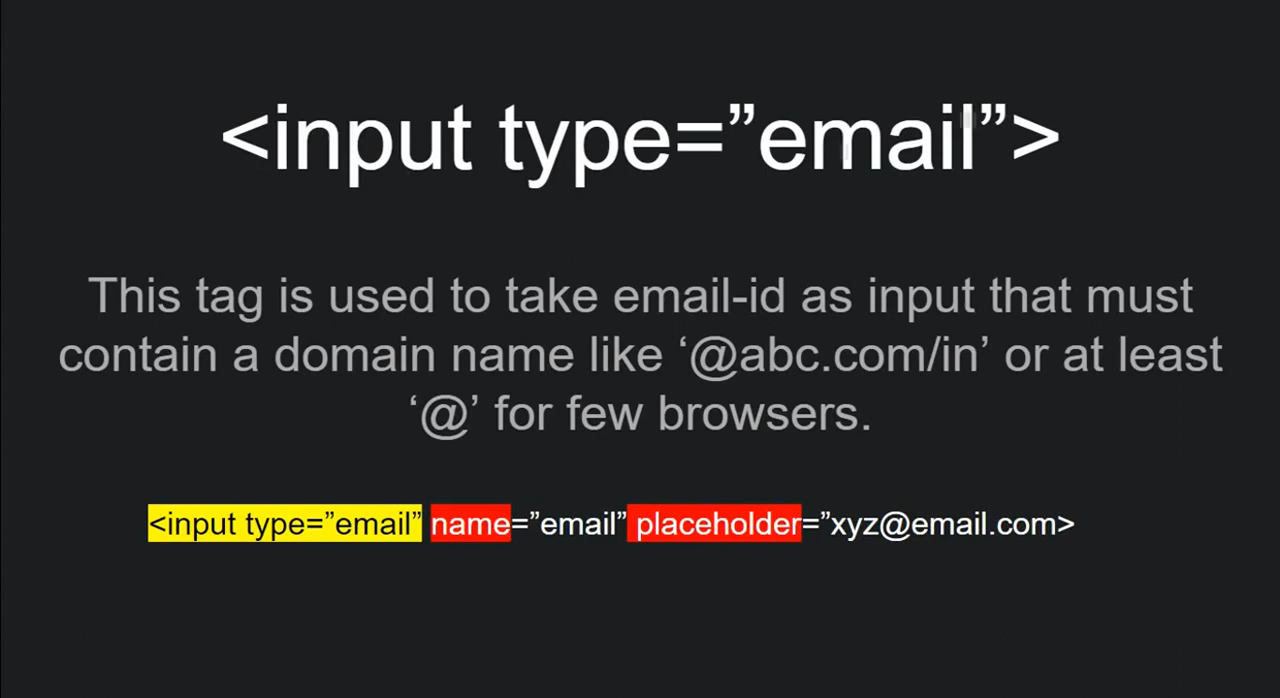 <input type=”email”>
This tag is used to take email-id as input that must
contain a domain name like ‘@abc.com/in’ or at least
‘@’ for few browsers.
<input type=”email” name=”email” placeholder=”xyz@email.com>